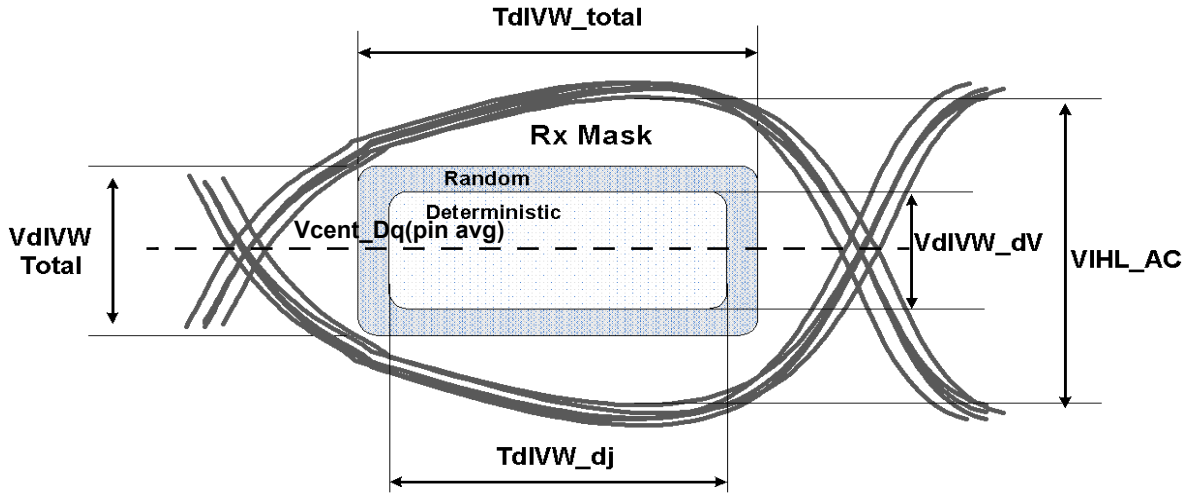 TdIVW_total
Rx Mask
Random
Deterministic
Vcent_Dq(pin avg)
VdIVW
Total
VdIVW_dV
VIHL_AC
TdIVW_dj